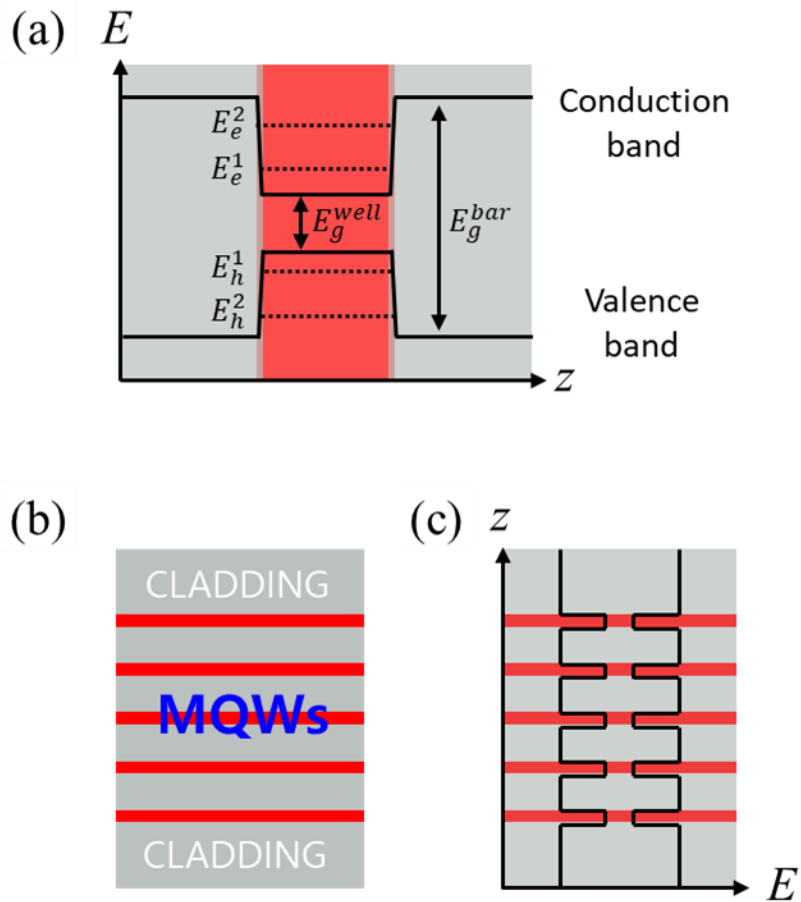 (a) E
Conduction
band
E_e^2
E_e^1
E_g^{well}
E_g^{bar}
E_h^1
E_h^2
Valence
band
z
(b)
CLADDING
MQWs
CLADDING
(c) z
E